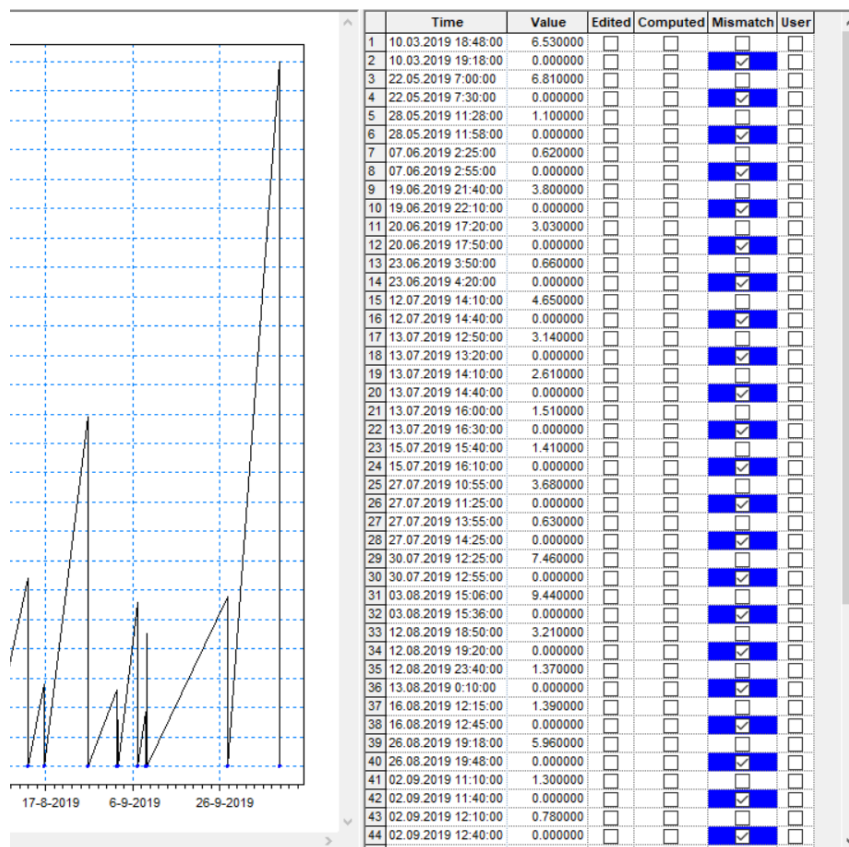 Time Value Edited Computed Mismatch User
1 10.03.2019 18:48:00 6.530000
2 10.03.2019 19:18:00 0.000000
3 22.05.2019 7:00:00 6.810000
4 22.05.2019 7:30:00 0.000000
5 28.05.2019 11:28:00 1.100000
6 28.05.2019 11:58:00 0.000000
7 07.06.2019 2:25:00 0.620000
8 07.06.2019 2:55:00 0.000000
9 19.06.2019 21:40:00 3.800000
10 19.06.2019 22:10:00 0.000000
11 20.06.2019 17:20:00 3.030000
12 20.06.2019 17:50:00 0.000000
13 23.06.2019 3:50:00 0.660000
14 23.06.2019 4:20:00 0.000000
15 12.07.2019 14:10:00 4.650000
16 12.07.2019 14:40:00 0.000000
17 13.07.2019 12:50:00 3.140000
18 13.07.2019 13:20:00 0.000000
19 13.07.2019 14:10:00 2.610000
20 13.07.2019 14:40:00 0.000000
21 13.07.2019 16:00:00 1.510000
22 13.07.2019 16:30:00 0.000000
23 15.07.2019 15:40:00 1.410000
24 15.07.2019 16:10:00 0.000000
25 27.07.2019 10:55:00 3.680000
26 27.07.2019 11:25:00 0.000000
27 27.07.2019 13:55:00 0.630000
28 27.07.2019 14:25:00 0.000000
29 30.07.2019 12:25:00 7.460000
30 30.07.2019 12:55:00 0.000000
31 03.08.2019 15:06:00 9.440000
32 03.08.2019 15:36:00 0.000000
33 12.08.2019 18:50:00 3.210000
34 12.08.2019 19:20:00 0.000000
35 12.08.2019 23:40:00 1.370000
36 13.08.2019 0:10:00 0.000000
37 16.08.2019 12:15:00 1.390000
38 16.08.2019 12:45:00 0.000000
39 26.08.2019 19:18:00 5.960000
40 26.08.2019 19:48:00 0.000000
41 02.09.2019 11:10:00 1.300000
42 02.09.2019 11:40:00 0.000000
43 02.09.2019 12:10:00 0.780000
44 02.09.2019 12:40:00 0.000000
17-8-2019 6-9-2019 26-9-2019